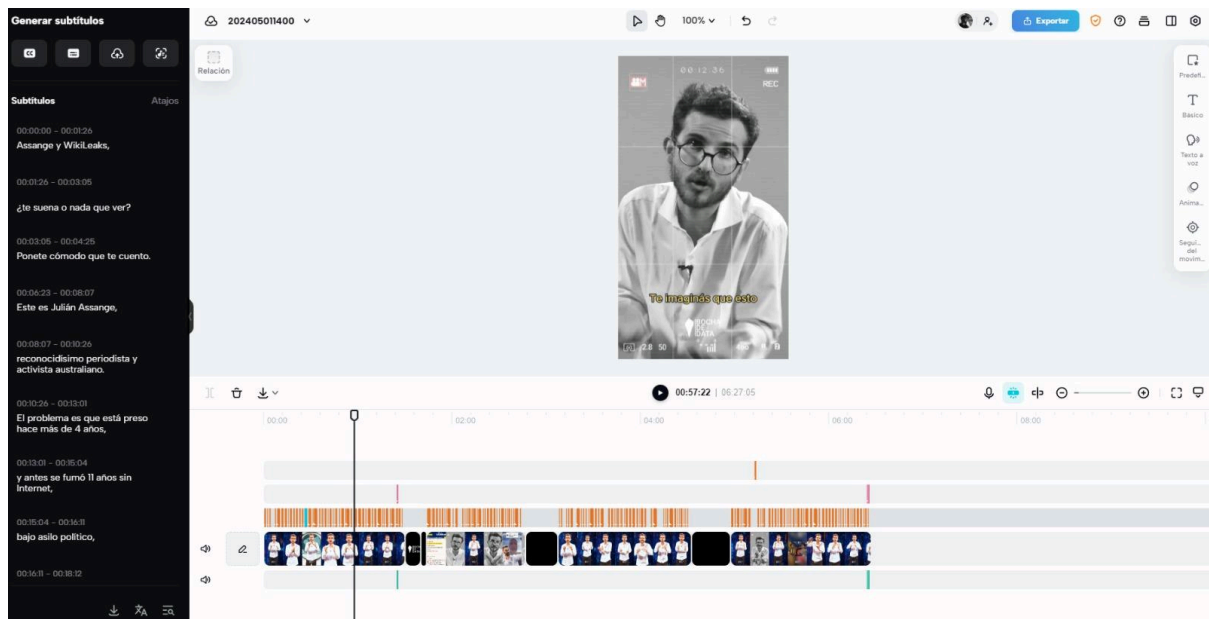 Generar subtítulos
202405011400
100%
Exportar
Relación
Subtítulos
Atajos
00:00:00 – 00:01:26
Assange y WikiLeaks,
00:01:26 – 00:03:05
¿te suena o nada que ver?
00:03:05 – 00:04:25
Ponete cómodo que te cuento.
00:06:23 – 00:08:07
Este es Julián Assange,
00:08:07 – 00:10:26
reconocidísimo periodista y
activista australiano.
00:10:26 – 00:13:01
El problema es que está preso
hace más de 4 años,
00:13:01 – 00:15:04
y antes se fumó 11 años sin
Internet,
00:15:04 – 00:16:11
bajo asilo político,
00:16:11 – 00:18:12
00:12:36
REC
Te imaginás que esto
50
Predefi...
Básico
Texto a
voz
Anima...
Segui...
del
movim...
00:57:22 | 06:27:05
00:00
02:00
04:00
06:00
08:00